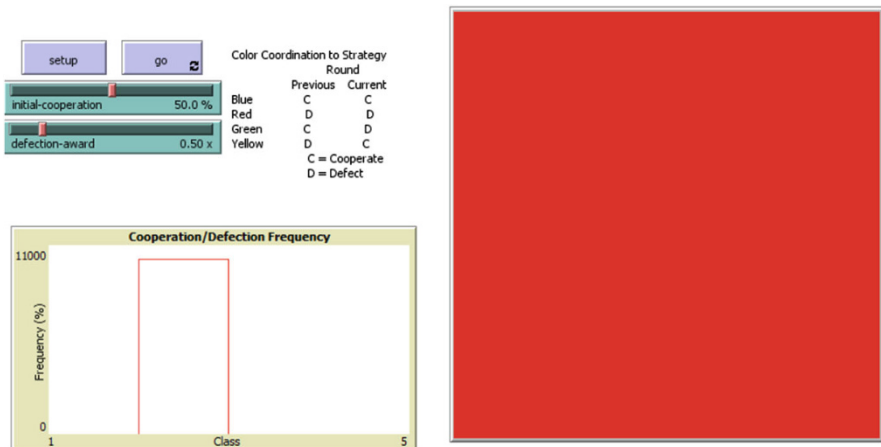 setup
go
initial-cooperation 50.0 %
defection-award 0.50 x
Color Coordination to Strategy
Round
Previous Current
Blue C C
Red D D
Green C D
Yellow D C
C = Cooperate
D = Defect
Cooperation/Defection Frequency
11000
Frequency (%)
0
1 Class 5